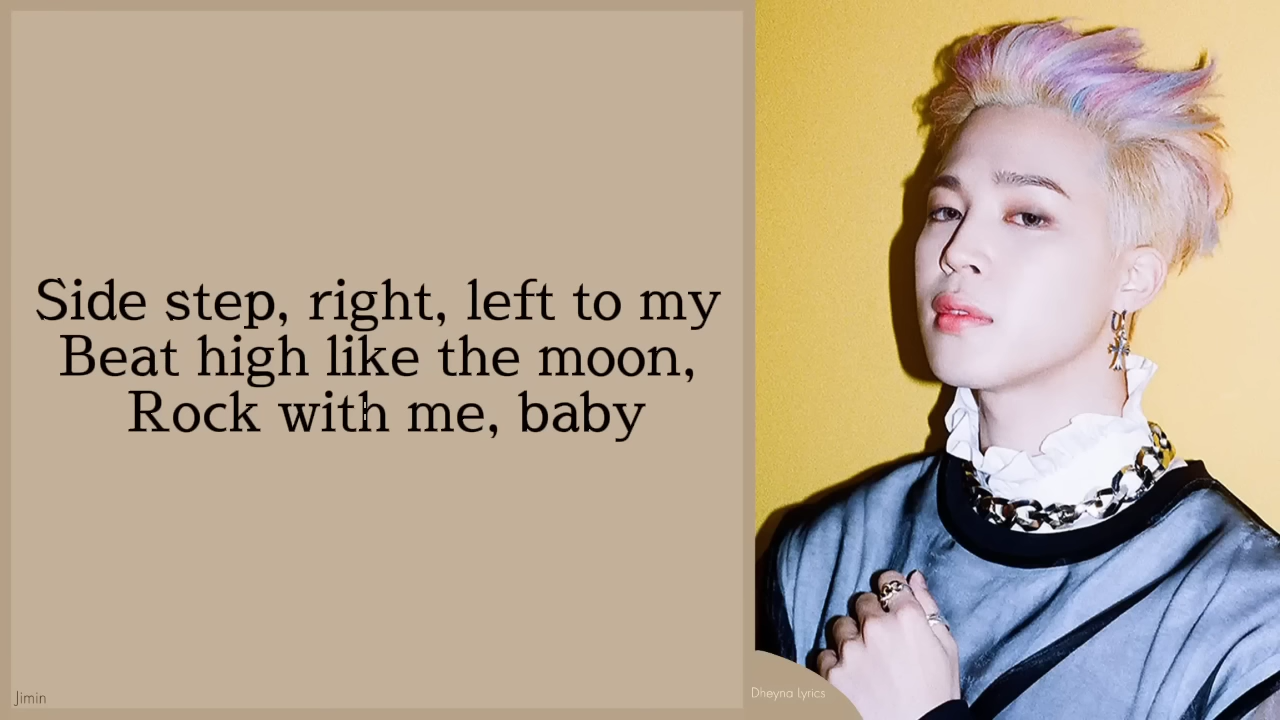 Side step, right, left to my
Beat high like the moon,
Rock with me, baby
Jimin
Dheyna lyrics